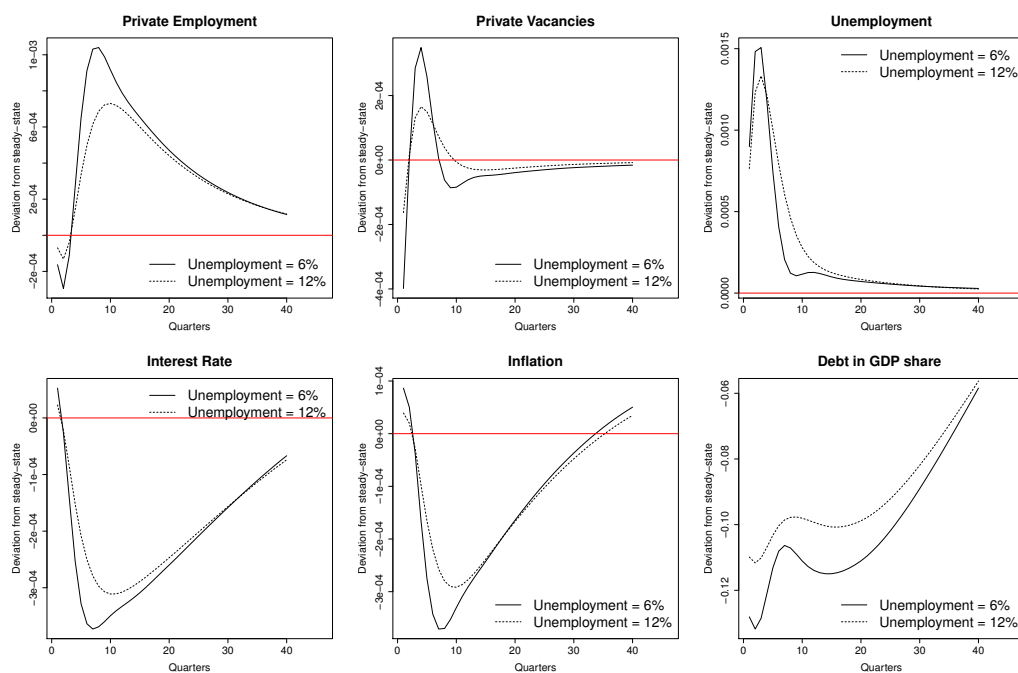 Private Employment
Deviation from steady−state
−2e−04 2e−04 6e−04 1e−03
Unemployment = 6%
Unemployment = 12%
0 10 20 30 40
Quarters
Private Vacancies
Deviation from steady−state
−4e−04 −2e−04 0e+00 2e−04
Unemployment = 6%
Unemployment = 12%
0 10 20 30 40
Quarters
Unemployment
Deviation from steady−state
0.0000 0.0005 0.0010 0.0015
Unemployment = 6%
Unemployment = 12%
0 10 20 30 40
Quarters
Interest Rate
Deviation from steady−state
−3e−04 −2e−04 −1e−04 0e+00
Unemployment = 6%
Unemployment = 12%
0 10 20 30 40
Quarters
Inflation
Deviation from steady−state
−3e−04 −2e−04 −1e−04 0e+00 1e−04
Unemployment = 6%
Unemployment = 12%
0 10 20 30 40
Quarters
Debt in GDP share
Deviation from steady−state
−0.12 −0.10 −0.08 −0.06
Unemployment = 6%
Unemployment = 12%
0 10 20 30 40
Quarters